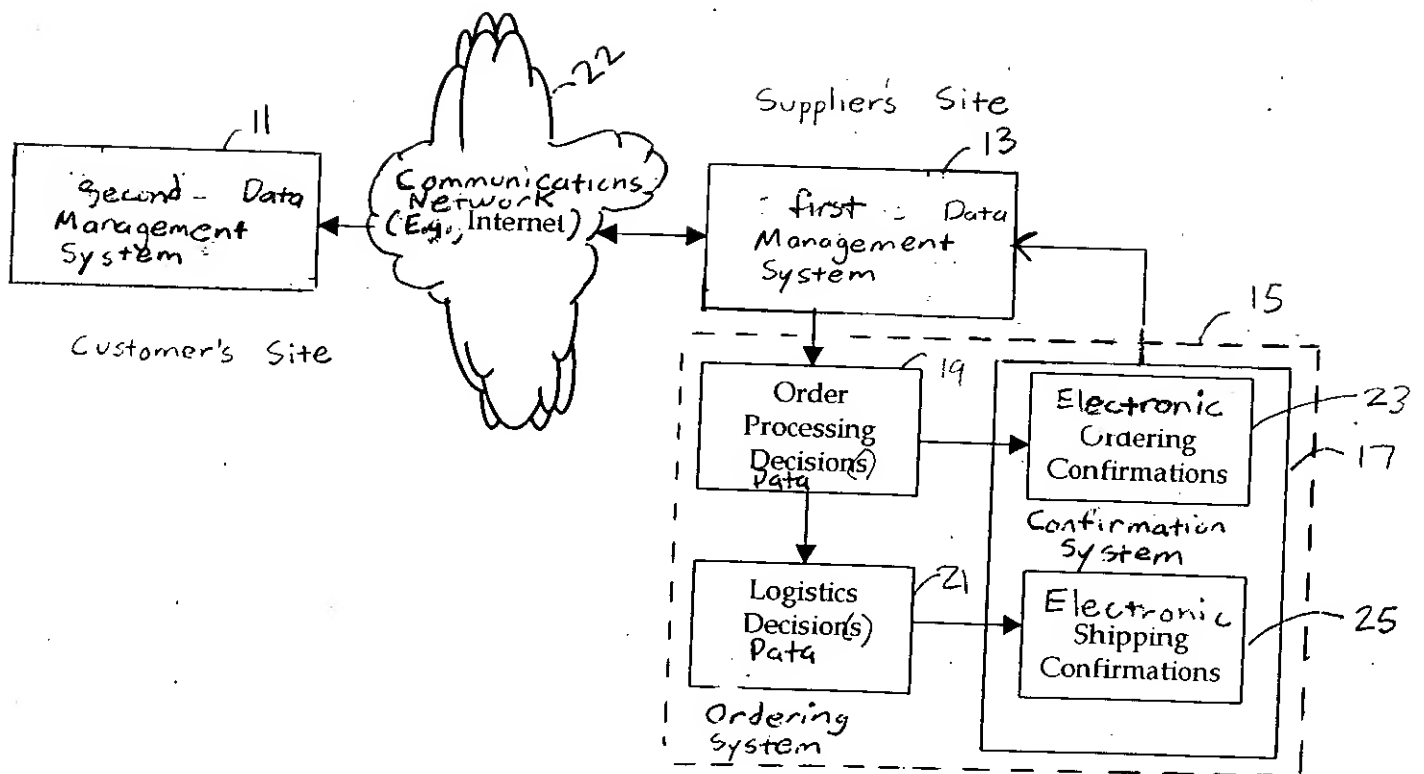 22
Supplier's Site
11
13
second Data
Management
System
Communications
Network
(E.g., Internet)
first Data
Management
System
15
Customer's Site
19
Order
Processing
Decision(s)
Data
Electronic
Ordering
Confirmations
23
17
Confirmation
System
21
Logistics
Decision(s)
Data
Electronic
Shipping
Confirmations
25
Ordering
System